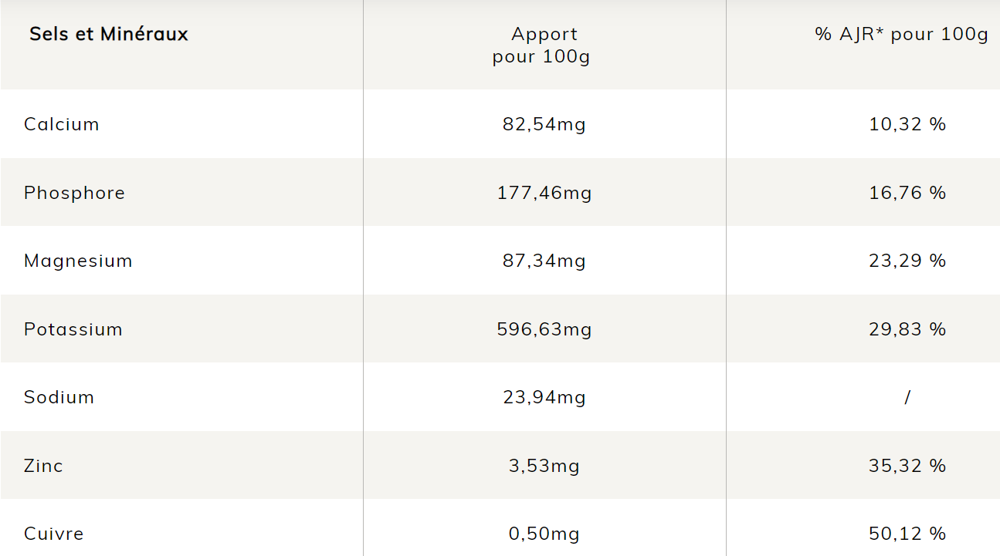 Sels et Minéraux
Apport
pour 100g
% AJR* pour 100g
Calcium 82,54mg 10,32 %
Phosphore 177,46mg 16,76 %
Magnesium 87,34mg 23,29 %
Potassium 596,63mg 29,83 %
Sodium 23,94mg /
Zinc 3,53mg 35,32 %
Cuivre 0,50mg 50,12 %